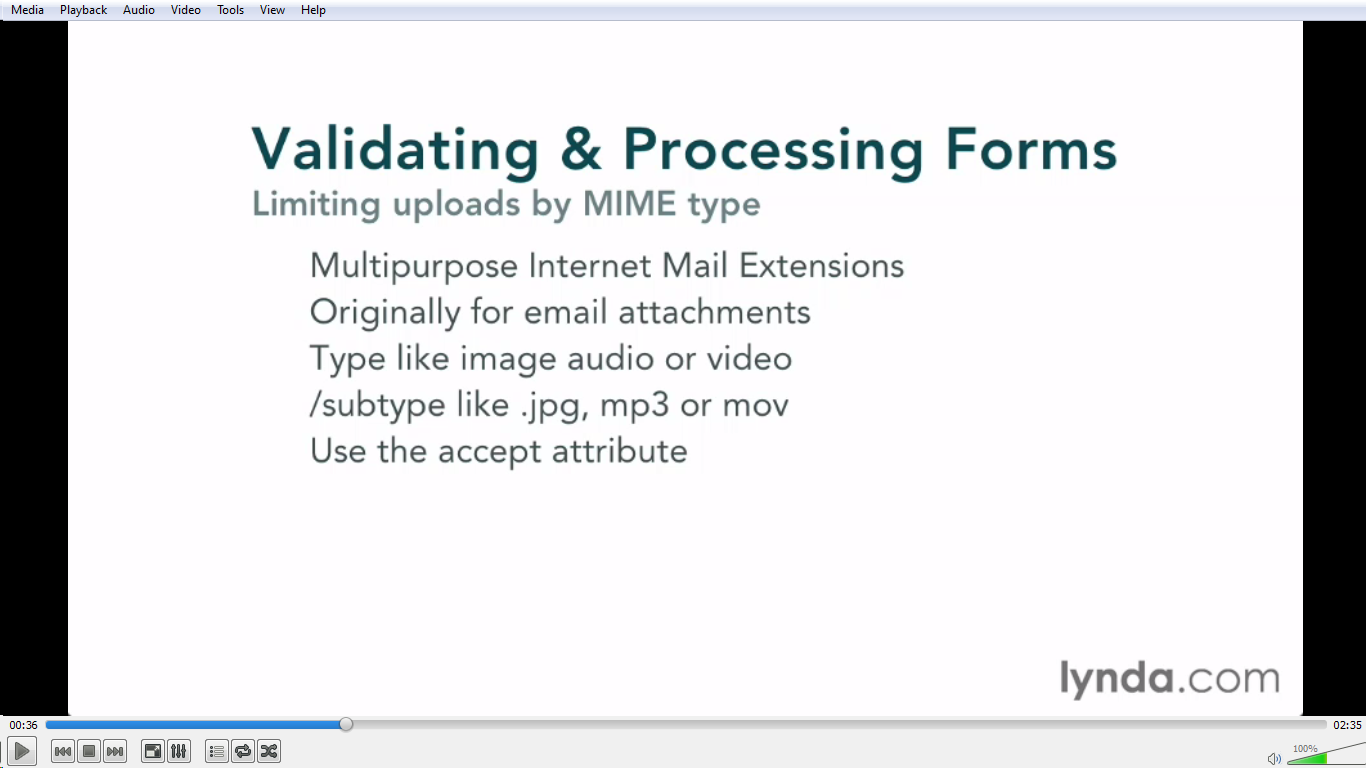 Media Playback Audio Video Tools View Help
Validating & Processing Forms
Limiting uploads by MIME type
Multipurpose Internet Mail Extensions
Originally for email attachments
Type like image audio or video
/subtype like .jpg, mp3 or mov
Use the accept attribute
lynda.com
00:36 02:35
100%